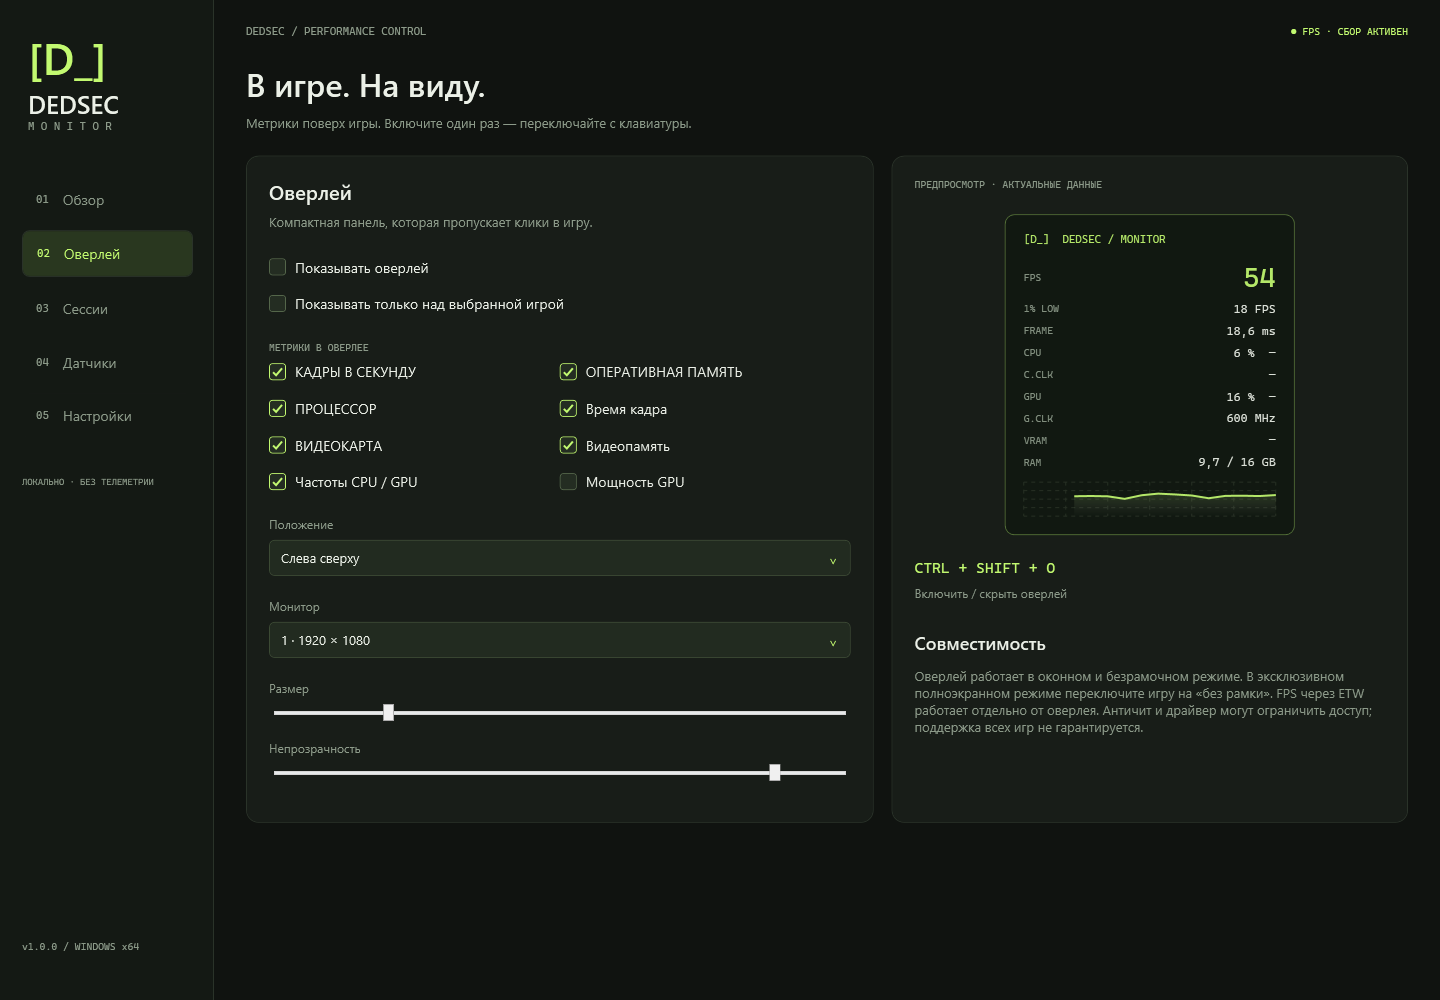 [D_]
DEDSEC
MONITOR
01 Обзор
02 Оверлей
03 Сессии
04 Датчики
05 Настройки
ЛОКАЛЬНО · БЕЗ ТЕЛЕМЕТРИИ
v1.0.0 / WINDOWS x64
DEDSEC / PERFORMANCE CONTROL
● FPS · СБОР АКТИВЕН
В игре. На виду.
Метрики поверх игры. Включите один раз — переключайте с клавиатуры.
Оверлей
Компактная панель, которая пропускает клики в игру.
Показывать оверлей
Показывать только над выбранной игрой
МЕТРИКИ В ОВЕРЛЕЕ
КАДРЫ В СЕКУНДУ
ОПЕРАТИВНАЯ ПАМЯТЬ
ПРОЦЕССОР
Время кадра
ВИДЕОКАРТА
Видеопамять
Частоты CPU / GPU
Мощность GPU
Положение
Слева сверху
Монитор
1 · 1920 × 1080
Размер
Непрозрачность
ПРЕДПРОСМОТР · АКТУАЛЬНЫЕ ДАННЫЕ
[D_] DEDSEC / MONITOR
FPS 54
1% LOW 18 FPS
FRAME 18,6 ms
CPU 6 % —
C.CLK —
GPU 16 % —
G.CLK 600 MHz
VRAM —
RAM 9,7 / 16 GB
CTRL + SHIFT + O
Включить / скрыть оверлей
Совместимость
Оверлей работает в оконном и безрамочном режиме. В эксклюзивном
полноэкранном режиме переключите игру на «без рамки». FPS через ETW
работает отдельно от оверлея. Античит и драйвер могут ограничить доступ;
поддержка всех игр не гарантируется.